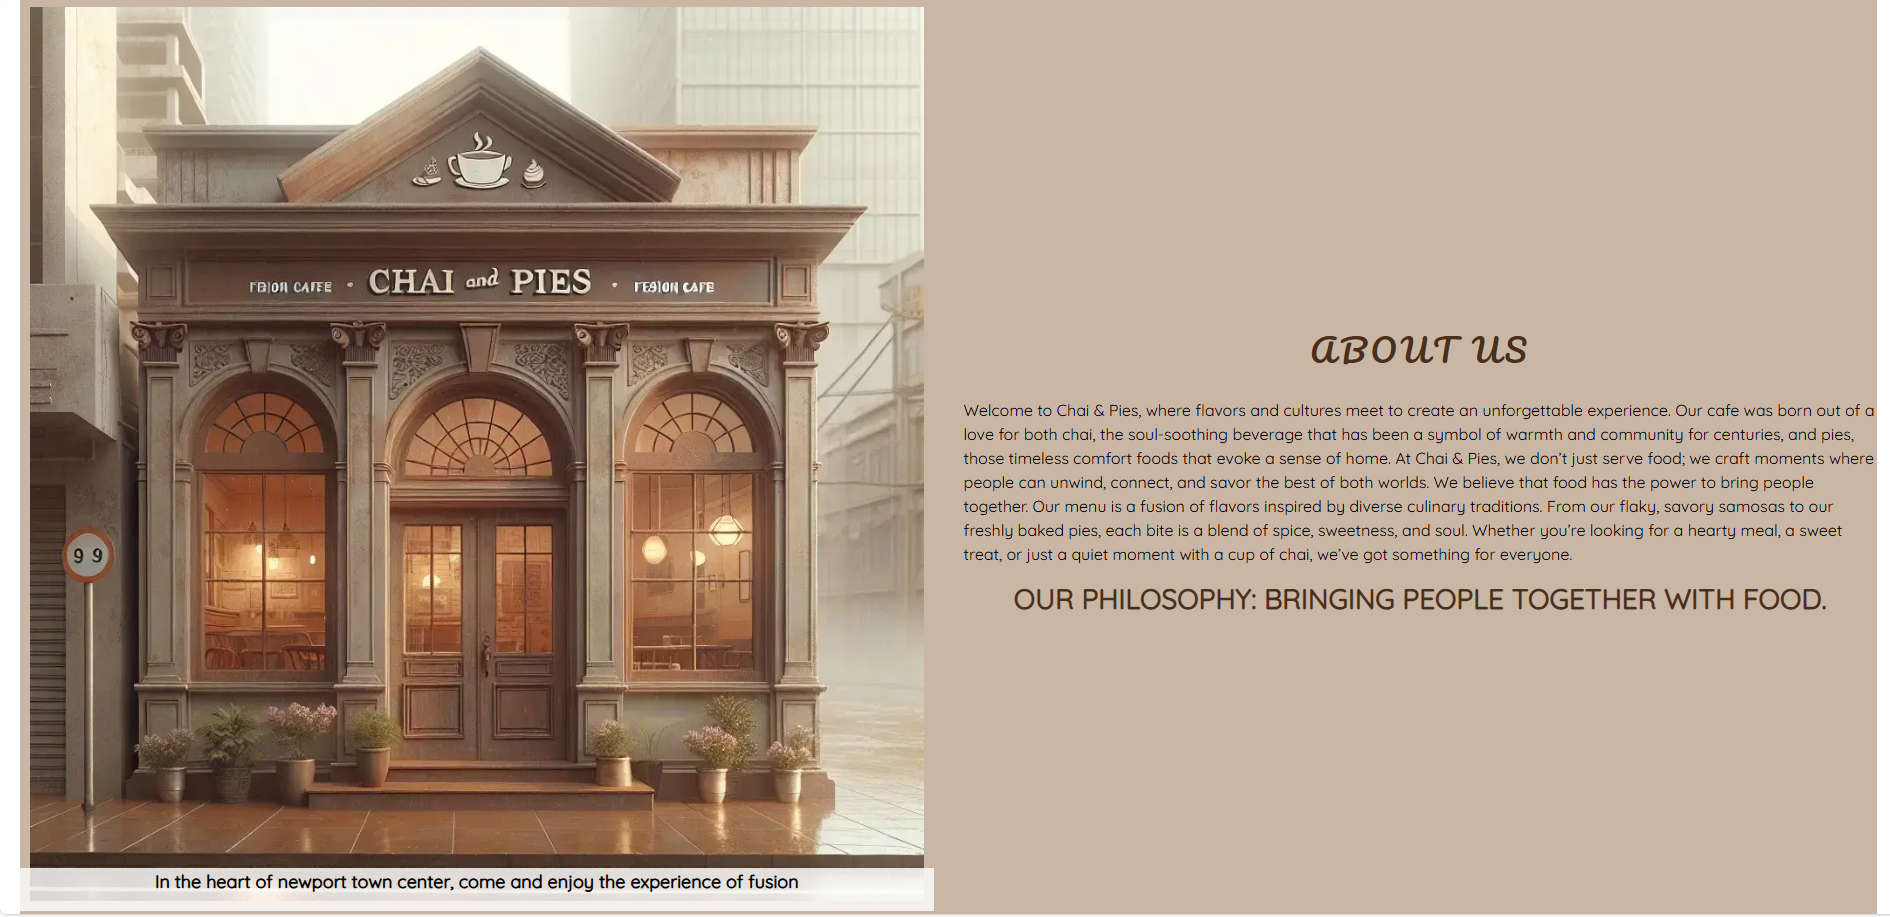 CHAI and PIES
99
In the heart of newport town center, come and enjoy the experience of fusion
ABOUT US
Welcome to Chai & Pies, where flavors and cultures meet to create an unforgettable experience. Our cafe was born out of a
love for both chai, the soul-soothing beverage that has been a symbol of warmth and community for centuries, and pies,
those timeless comfort foods that evoke a sense of home. At Chai & Pies, we don’t just serve food; we craft moments where
people can unwind, connect, and savor the best of both worlds. We believe that food has the power to bring people
together. Our menu is a fusion of flavors inspired by diverse culinary traditions. From our flaky, savory samosas to our
freshly baked pies, each bite is a blend of spice, sweetness, and soul. Whether you’re looking for a hearty meal, a sweet
treat, or just a quiet moment with a cup of chai, we’ve got something for everyone.
OUR PHILOSOPHY: BRINGING PEOPLE TOGETHER WITH FOOD.